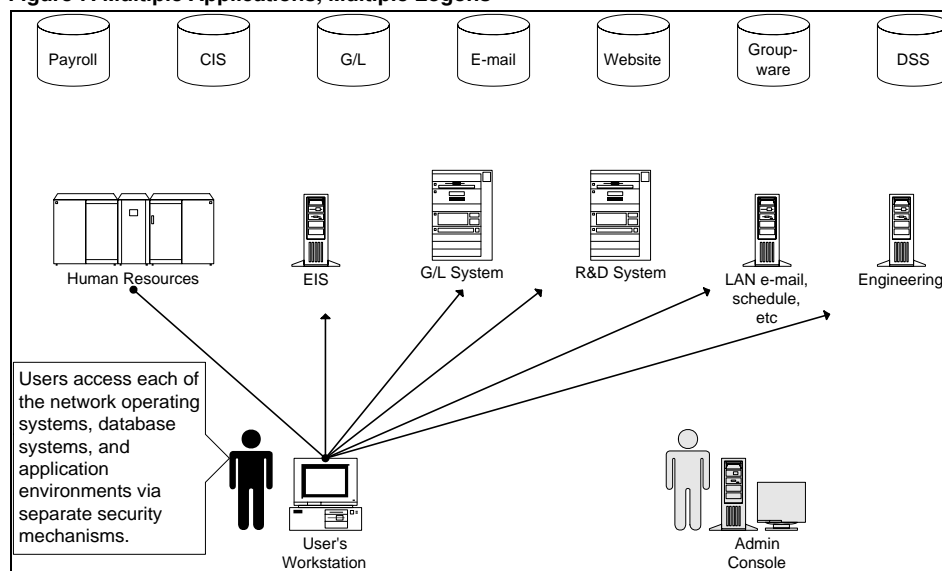 Figure Multiple Applications, Multiple Logons
Payroll
CIS
G/L
E-mail
Website
Group-
ware
DSS
Human Resources
EIS
G/L System
R&D System
LAN e-mail,
schedule,
etc
Engineering
Users access each of
the network operating
systems, database
systems, and
application
environments via
separate security
mechanisms.
User's
Workstation
Admin
Console